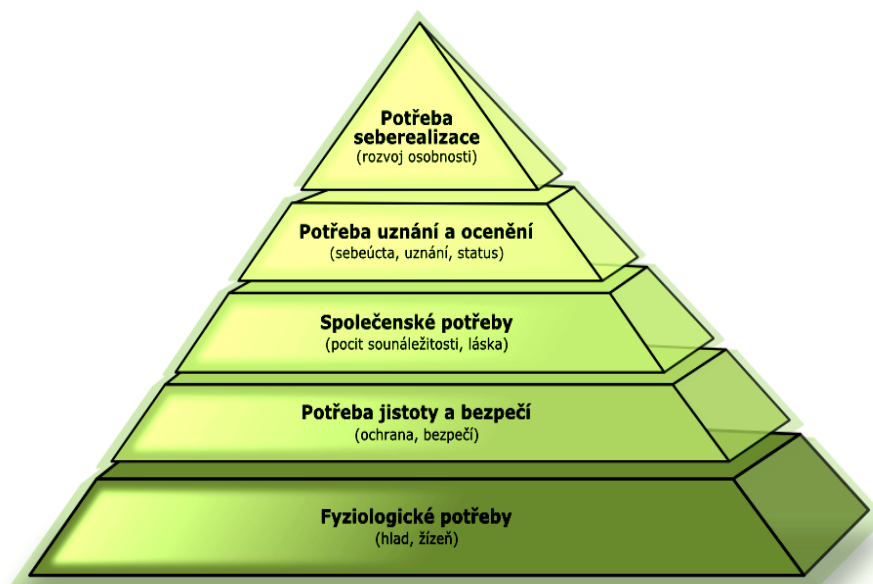 Potřeba
seberealizace
(rozvoj osobnosti)
Potřeba uznání a ocenění
(sebeúcta, uznání, status)
Společenské potřeby
(pocit sounáležitosti, láska)
Potřeba jistoty a bezpečí
(ochrana, bezpečí)
Fyziologické potřeby
(hlad, žízeň)